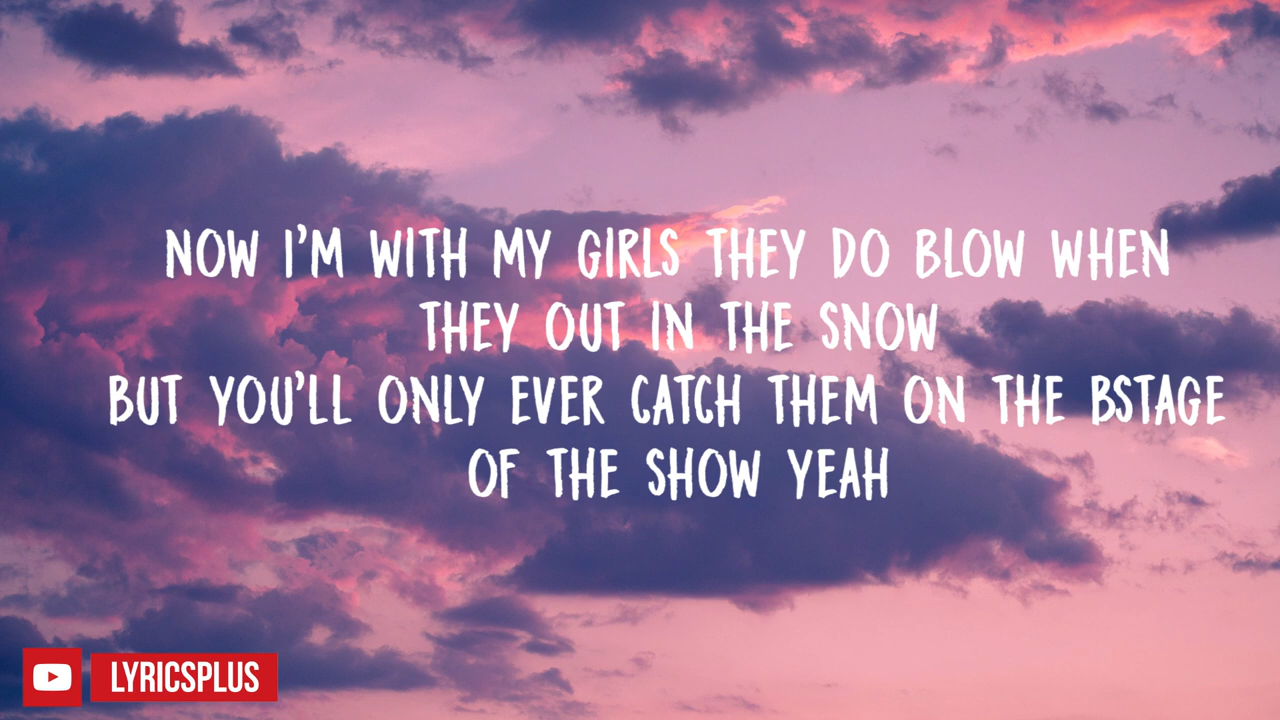 NOW I'M WITH MY GIRLS THEY DO BLOW WHEN
THEY OUT IN THE SNOW
BUT YOU'LL ONLY EVER CATCH THEM ON THE BSTAGE
OF THE SHOW YEAH
LYRICSPLUS